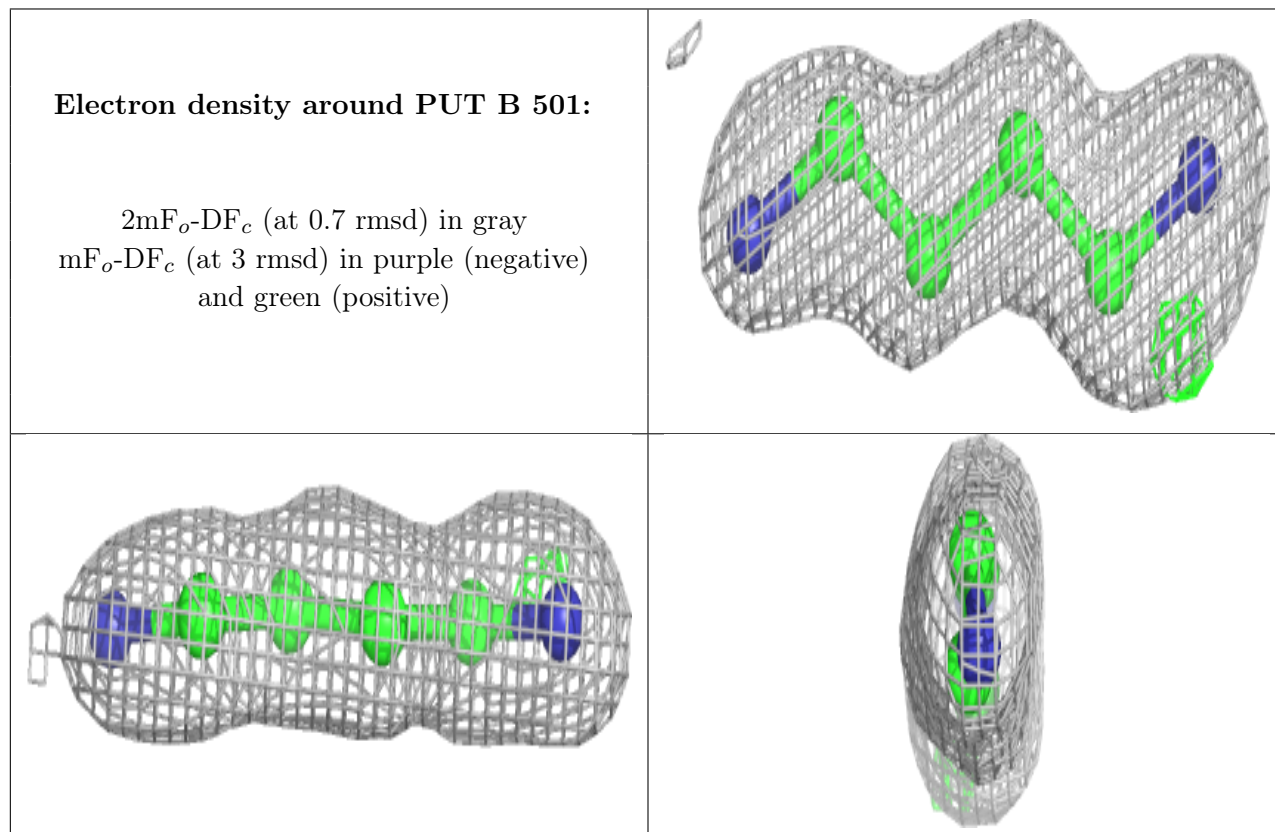 Electron density around PUT B 501:
2mFo-DFc (at 0.7 rmsd) in gray
mFo-DFc (at 3 rmsd) in purple (negative)
and green (positive)